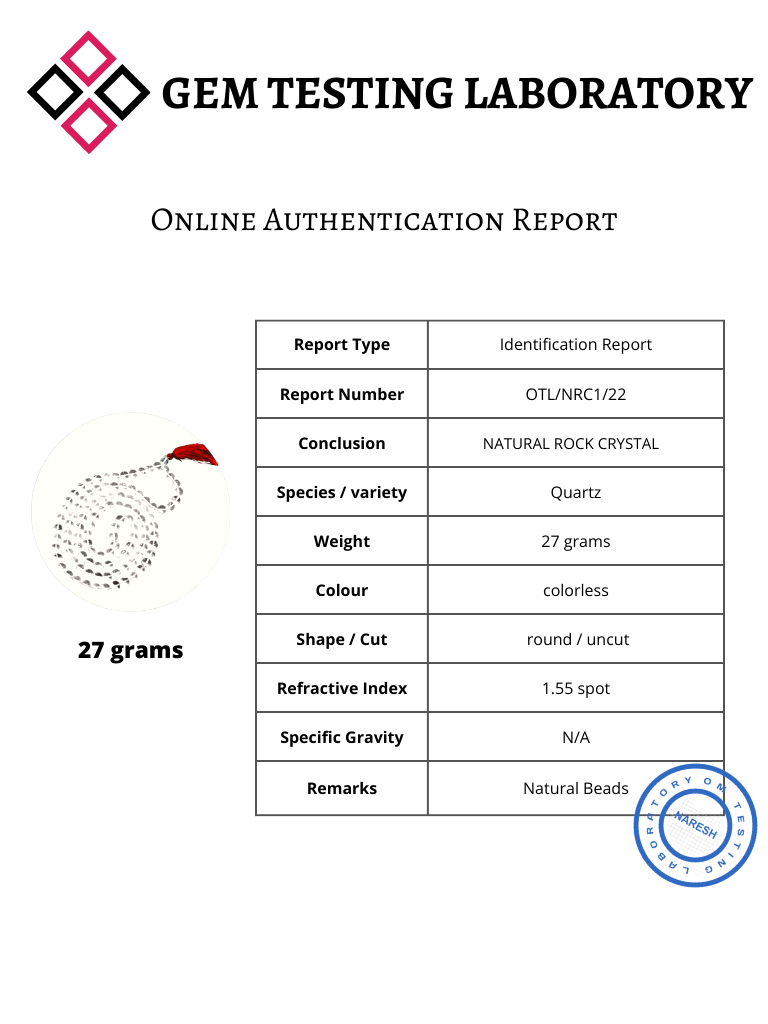 GEM TESTING LABORATORY
Online Authentication Report
Report Type Identification Report
Report Number OTL/NRC1/22
Conclusion NATURAL ROCK CRYSTAL
Species / variety Quartz
Weight 27 grams
Colour colorless
Shape / Cut round / uncut
Refractive Index 1.55 spot
Specific Gravity N/A
Remarks Natural Beads
27 grams
OM TESTING LABORATORY
NARESH